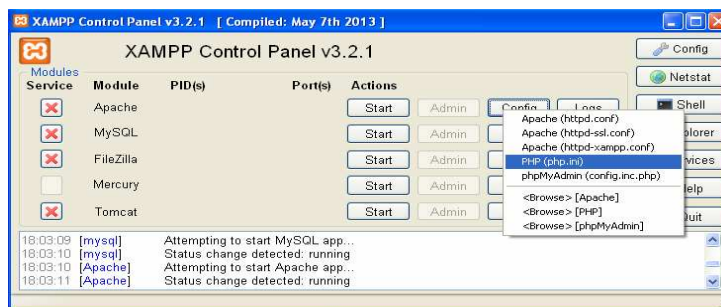 XAMPP Control Panel v3.2.1 [ Compiled: May 7th 2013 ]
XAMPP Control Panel v3.2.1
Config
Modules
Service Module PID(s) Port(s) Actions
Netstat
Apache Start Admin Config Logs
Shell
MySQL Start
FileZilla Start
Mercury Start Admin
Tomcat Start Admin
Apache (httpd.conf)
Apache (httpd-ssl.conf)
Apache (httpd-xampp.conf)
PHP (php.ini)
phpMyAdmin (config.inc.php)
<Browse> [Apache]
<Browse> [PHP]
<Browse> [phpMyAdmin]
plorer
vices
elp
uit
18:03:09 [mysql] Attempting to start MySQL app...
18:03:10 [mysql] Status change detected: running
18:03:10 [Apache] Attempting to start Apache app...
18:03:11 [Apache] Status change detected: running